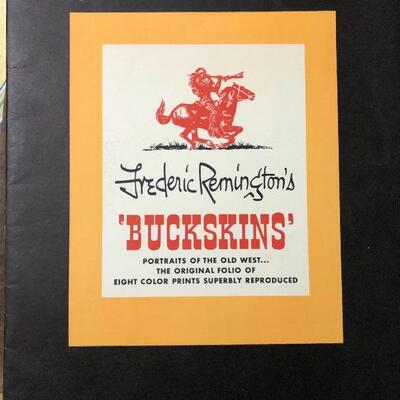 Frederic Remington's
'BUCKSKINS'
PORTRAITS OF THE OLD WEST...
THE ORIGINAL FOLIO OF
EIGHT COLOR PRINTS SUPERBLY REPRODUCED